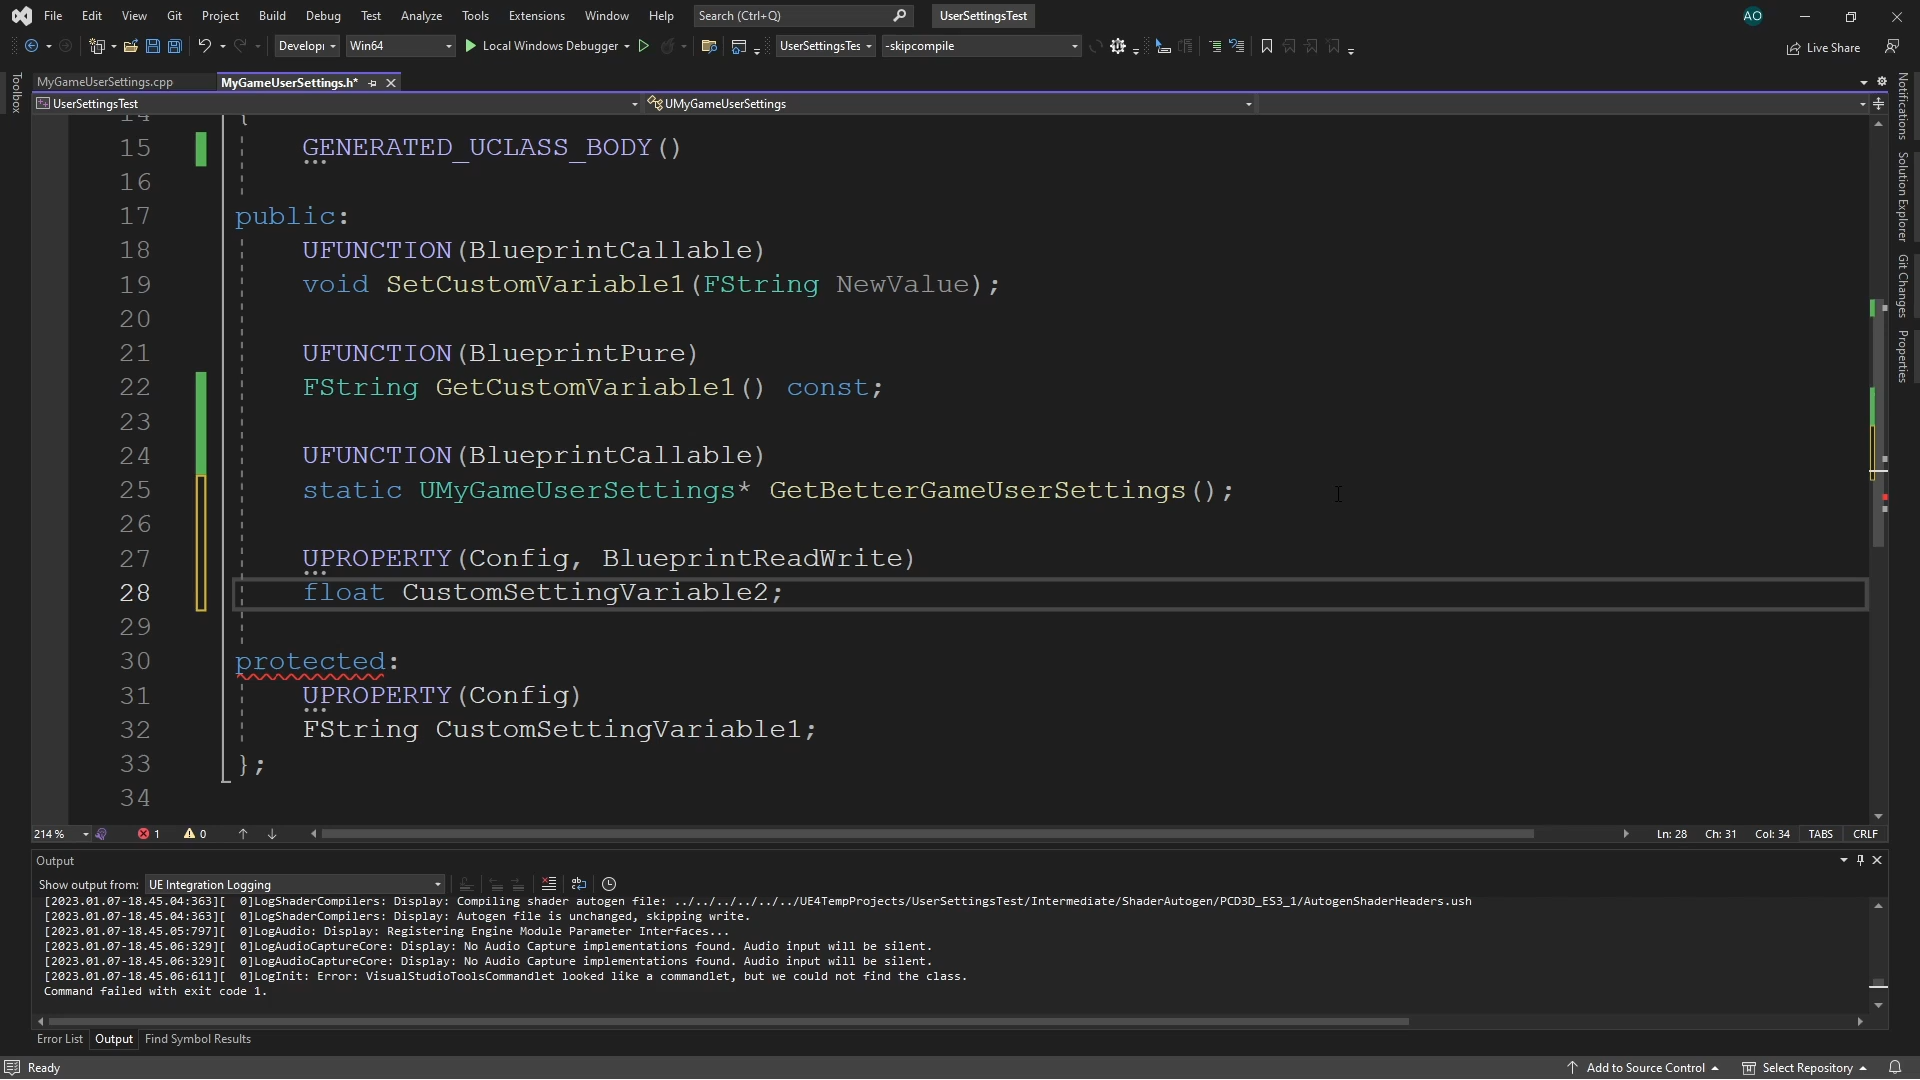 File Edit View Git Project Build Debug Test Analyze Tools Extensions Window Help Search (Ctrl+Q) UserSettingsTest AO
Develop Win64 Local Windows Debugger UserSettingsTes -skipcompile Live Share
MyGameUserSettings.cpp MyGameUserSettings.h*
UserSettingsTest UMyGameUserSettings
14 {
15 GENERATED_UCLASS_BODY()
16
17 public:
18 UFUNCTION(BlueprintCallable)
19 void SetCustomVariable1(FString NewValue);
20
21 UFUNCTION(BlueprintPure)
22 FString GetCustomVariable1() const;
23
24 UFUNCTION(BlueprintCallable)
25 static UMyGameUserSettings* GetBetterGameUserSettings();
26
27 UPROPERTY(Config, BlueprintReadWrite)
28 float CustomSettingVariable2;
29
30 protected:
31 UPROPERTY(Config)
32 FString CustomSettingVariable1;
33 };
34
Toolbox
Notifications
Solution Explorer
Git Changes
Properties
214 % 1 0 Ln: 28 Ch: 31 Col: 34 TABS CRLF
Output
Show output from: UE Integration Logging
[2023.01.07-18.45.04:363][  0]LogShaderCompilers: Display: Compiling shader autogen file: ../../../../../../UE4TempProjects/UserSettingsTest/Intermediate/ShaderAutogen/PCD3D_ES3_1/AutogenShaderHeaders.ush
[2023.01.07-18.45.04:363][  0]LogShaderCompilers: Display: Autogen file is unchanged, skipping write.
[2023.01.07-18.45.05:797][  0]LogAudio: Display: Registering Engine Module Parameter Interfaces...
[2023.01.07-18.45.06:329][  0]LogAudioCaptureCore: Display: No Audio Capture implementations found. Audio input will be silent.
[2023.01.07-18.45.06:329][  0]LogAudioCaptureCore: Display: No Audio Capture implementations found. Audio input will be silent.
[2023.01.07-18.45.06:611][  0]LogInit: Error: VisualStudioToolsCommandlet looked like a commandlet, but we could not find the class.
Command failed with exit code 1.
Error List Output Find Symbol Results
Ready Add to Source Control Select Repository